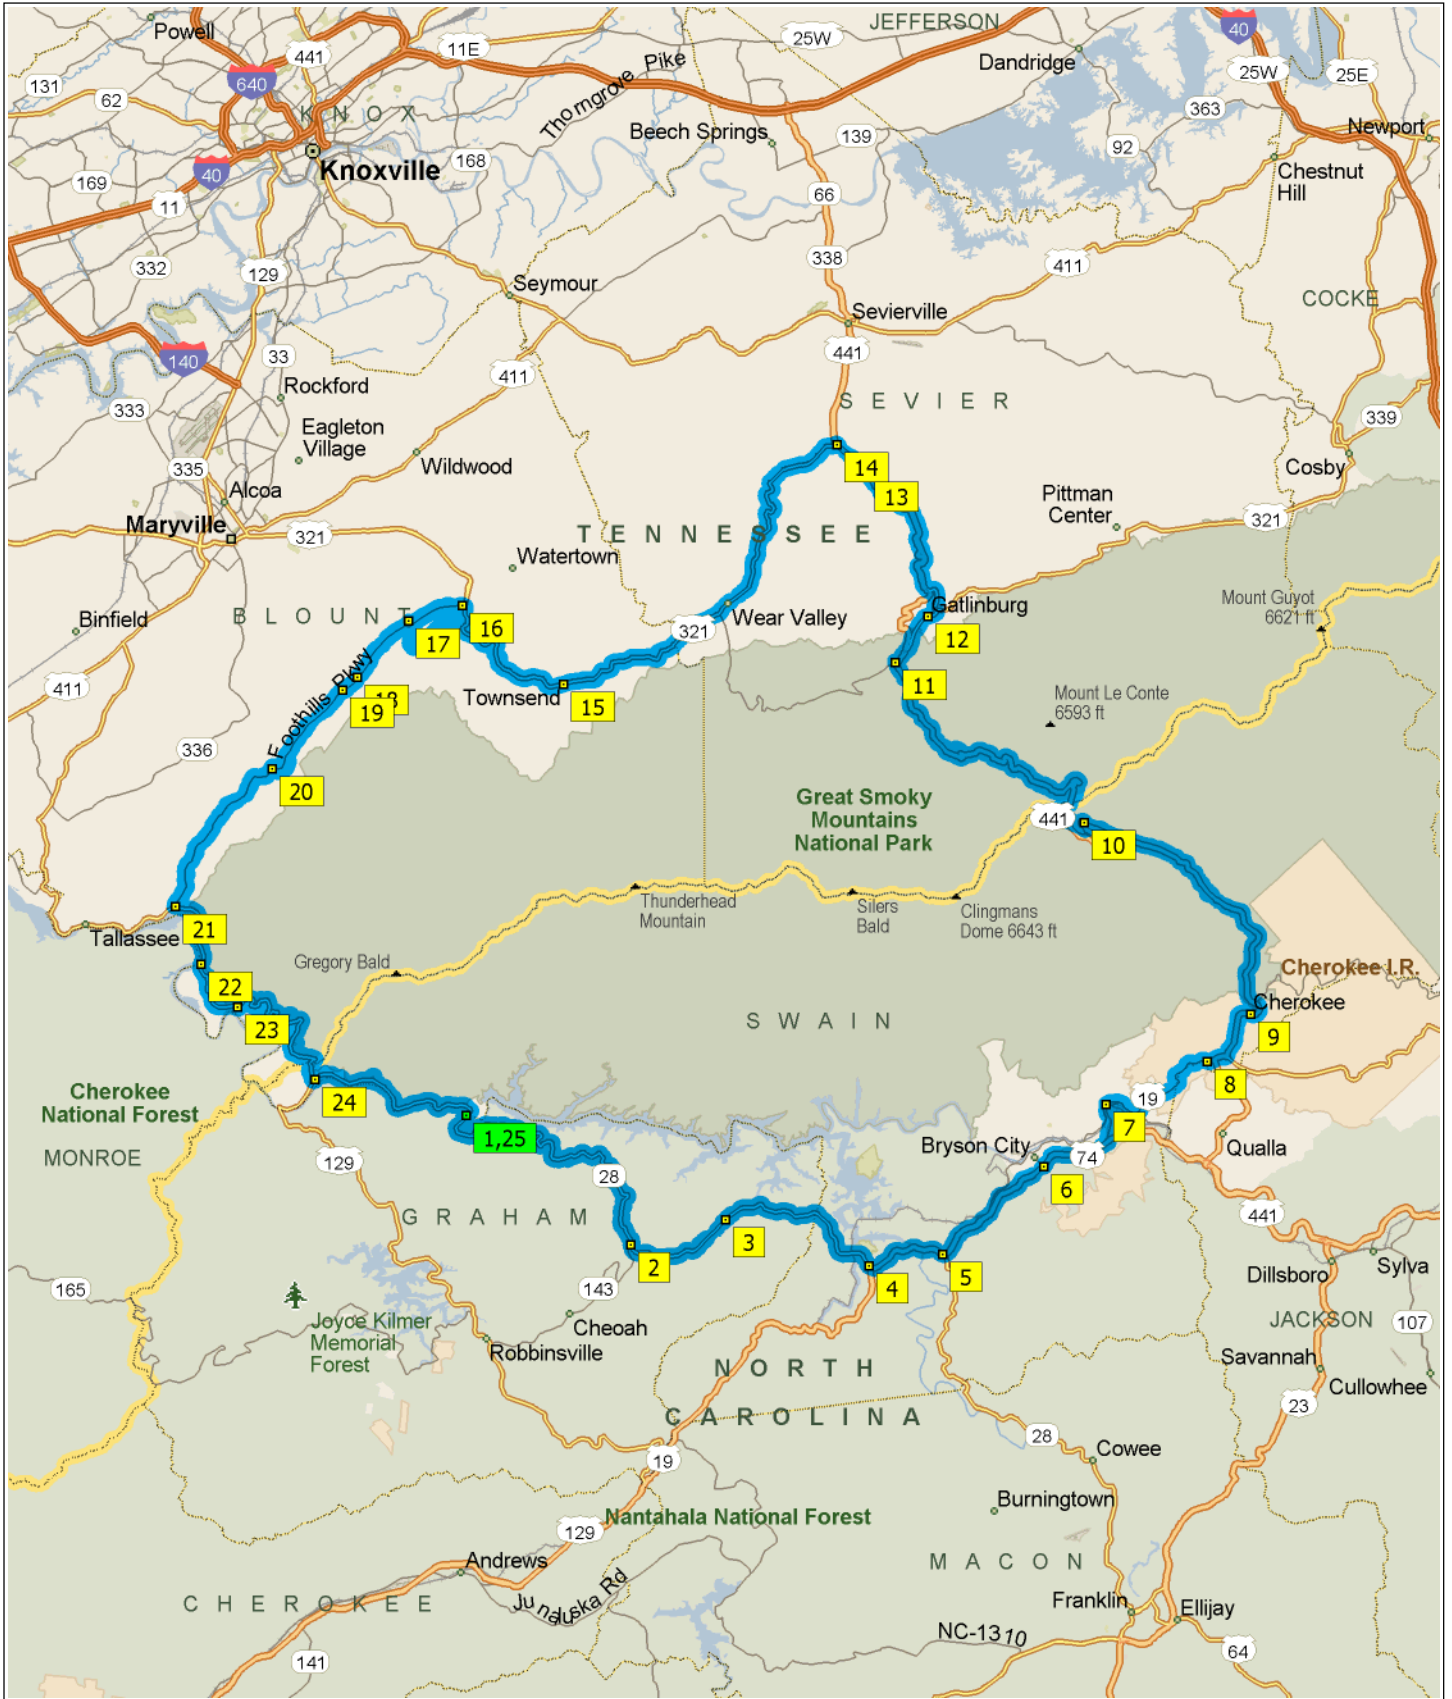 JEFFERSON
40
Powell
441
11E
25W
Dandridge
25W
25E
131
640
62
KNOX
Thorngrove Pike
363
Beech Springs
139
92
Newport
Knoxville
168
40
169
11
Chestnut
Hill
66
332
129
338
411
Seymour
COCKE
Sevierville
140
33
441
411
Rockford
333
SEVIER
339
Eagleton
Village
335
Wildwood
14
Cosby
Alcoa
13
Pittman
Center
321
Maryville
321
TENNESSEE
Watertown
Mount Guyot
6621 ft
Binfield
BLOUNT
16
Wear Valley
Gatlinburg
17
321
12
411
Foothills Pkwy
Townsend
15
11
18
19
Mount Le Conte
6593 ft
336
20
Great Smoky
Mountains
National Park
441
10
Thunderhead
Mountain
Silers
Bald
Clingmans
Dome 6643 ft
21
Tallassee
Gregory Bald
Cherokee I.R.
22
Cherokee
23
SWAIN
9
Cherokee
National Forest
24
8
19
1,25
7
MONROE
129
28
Bryson City
74
Qualla
6
GRAHAM
441
3
2
5
4
165
143
Dillsboro
Sylva
Joyce Kilmer
Memorial
Forest
Cheoah
JACKSON
107
Robbinsville
Savannah
NORTH
Cullowhee
CAROLINA
23
28
Cowee
19
Burningtown
Nantahala National Forest
129
Andrews
MACON
Junaluska Rd
CHEROKEE
Franklin
Ellijay
NC-1310
64
141